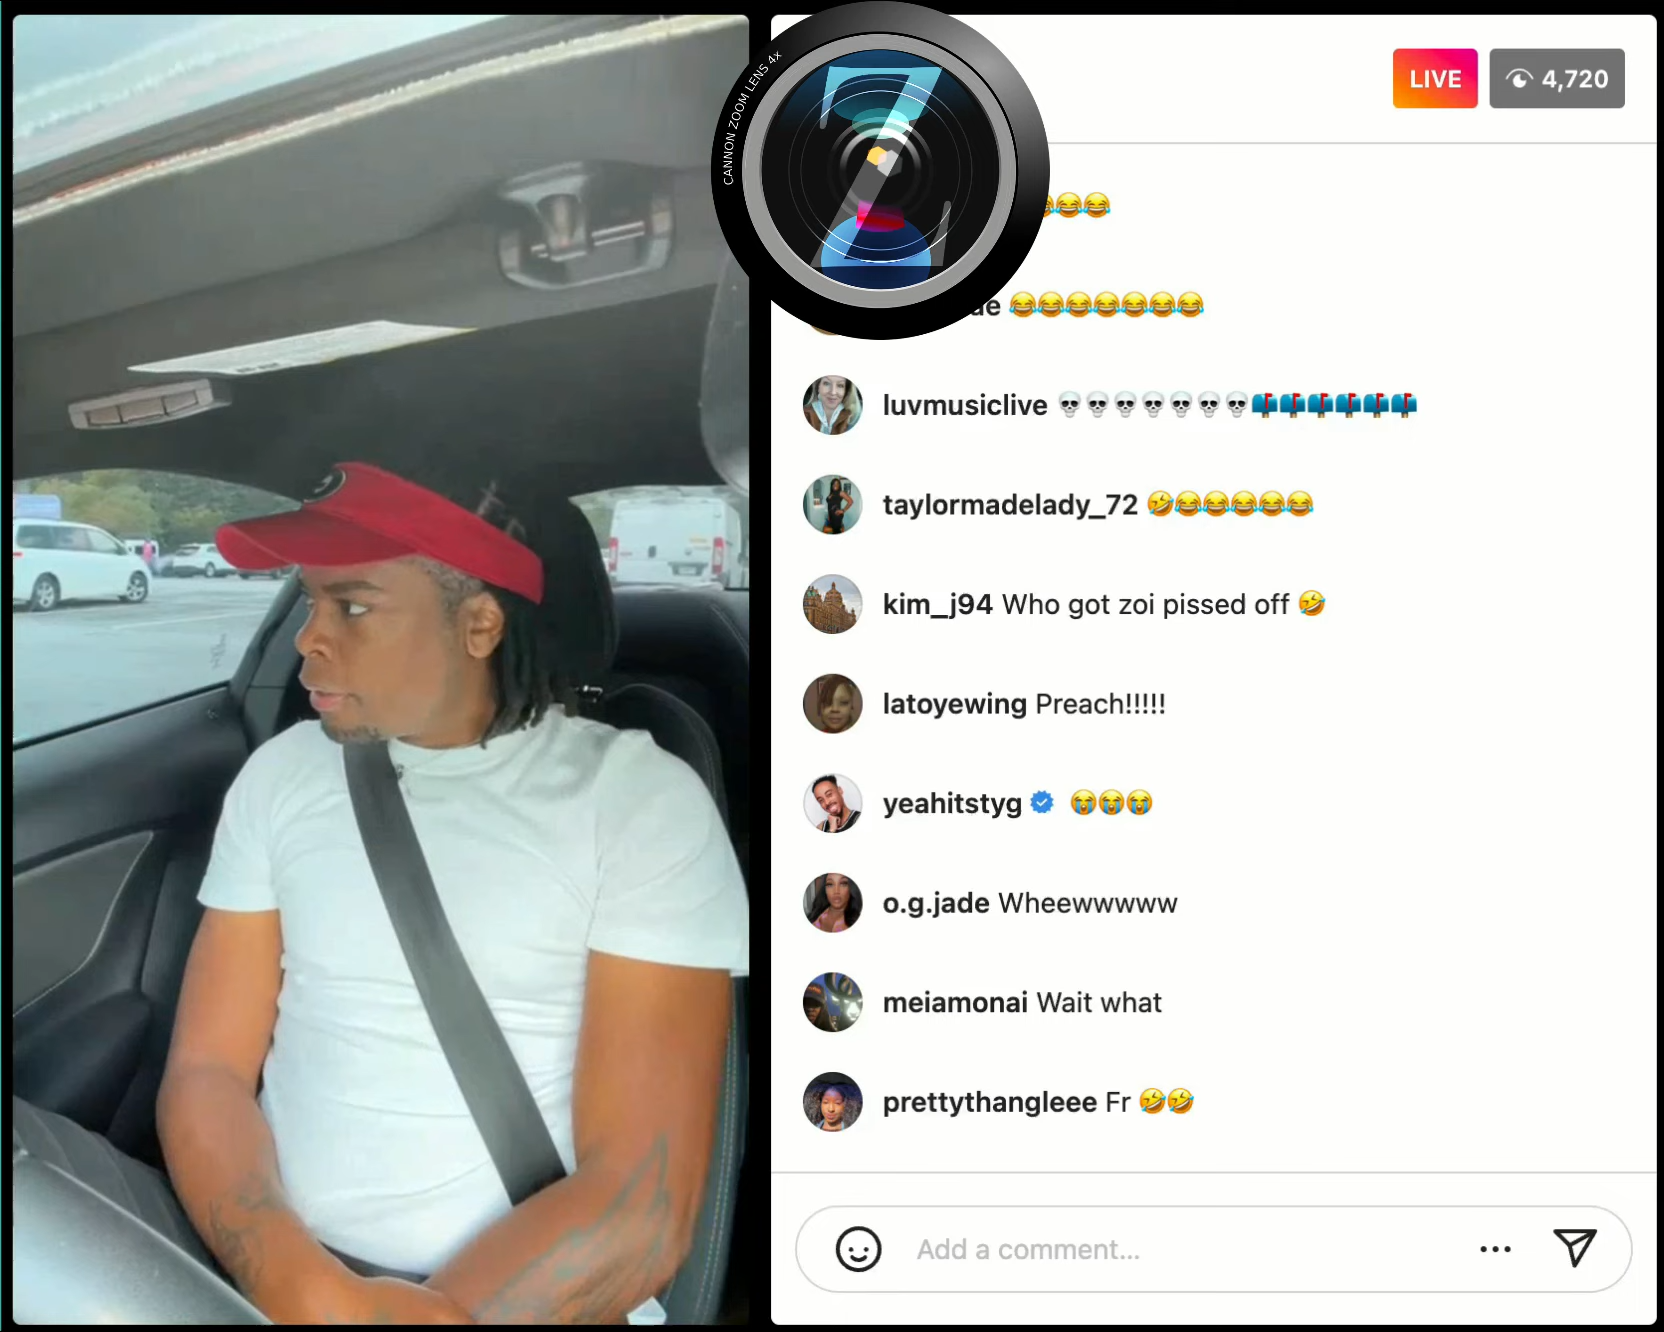 CANNON ZOOM LENS 4x
Z
LIVE 4,720
😂😂
😂😂😂😂😂😂😂
luvmusiclive 💀💀💀💀💀💀💀📫📫📫📫📫📫
taylormadelady_72 🤣😂😂😂😂😂
kim_j94 Who got zoi pissed off 🤣
latoyewing Preach!!!!!
yeahitstyg 😭😭😭
o.g.jade Wheewwwww
meiamonai Wait what
prettythangleee Fr 🤣🤣
Add a comment...